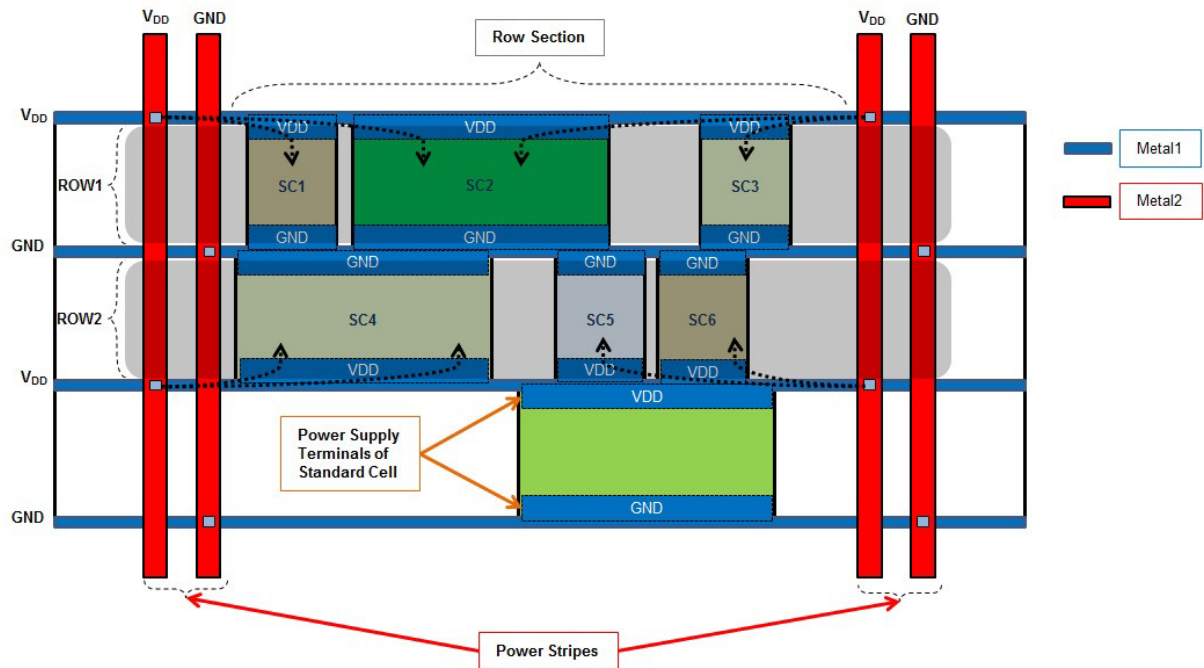 VDD GND
Row Section
VDD GND
VDD
VDD
VDD
VDD
Metal1
ROW1
SC1
SC2
SC3
Metal2
GND
GND
GND
GND
GND
GND
GND
ROW2
SC4
SC5
SC6
VDD
VDD
VDD
VDD
VDD
Power Supply
Terminals of
Standard Cell
GND
GND
Power Stripes